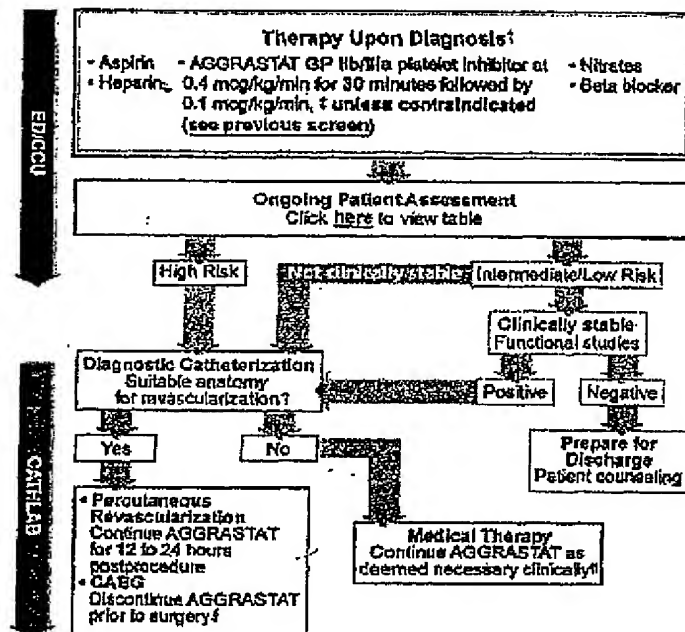 Therapy Upon Diagnosis†
• Aspirin • AGGRASTAT GP IIb/IIIa platelet inhibitor at • Nitrates
• Heparin, 0.4 mcg/kg/min for 30 minutes followed by • Beta blocker
0.1 mcg/kg/min, ‡ unless contraindicated
(see previous screen)
ED/CCU
Ongoing Patient Assessment
Click here to view table
High Risk
Not clinically stable
Intermediate/Low Risk
Clinically stable
Functional studies
Diagnostic Catheterization
Suitable anatomy
for revascularization?
Positive
Negative
Yes
No
Prepare for
Discharge
Patient counseling
CATH LAB
• Percutaneous
Revascularization
Continue AGGRASTAT
for 12 to 24 hours
postprocedure
• CABG
Discontinue AGGRASTAT
prior to surgery
Medical Therapy
Continue AGGRASTAT as
deemed necessary clinically